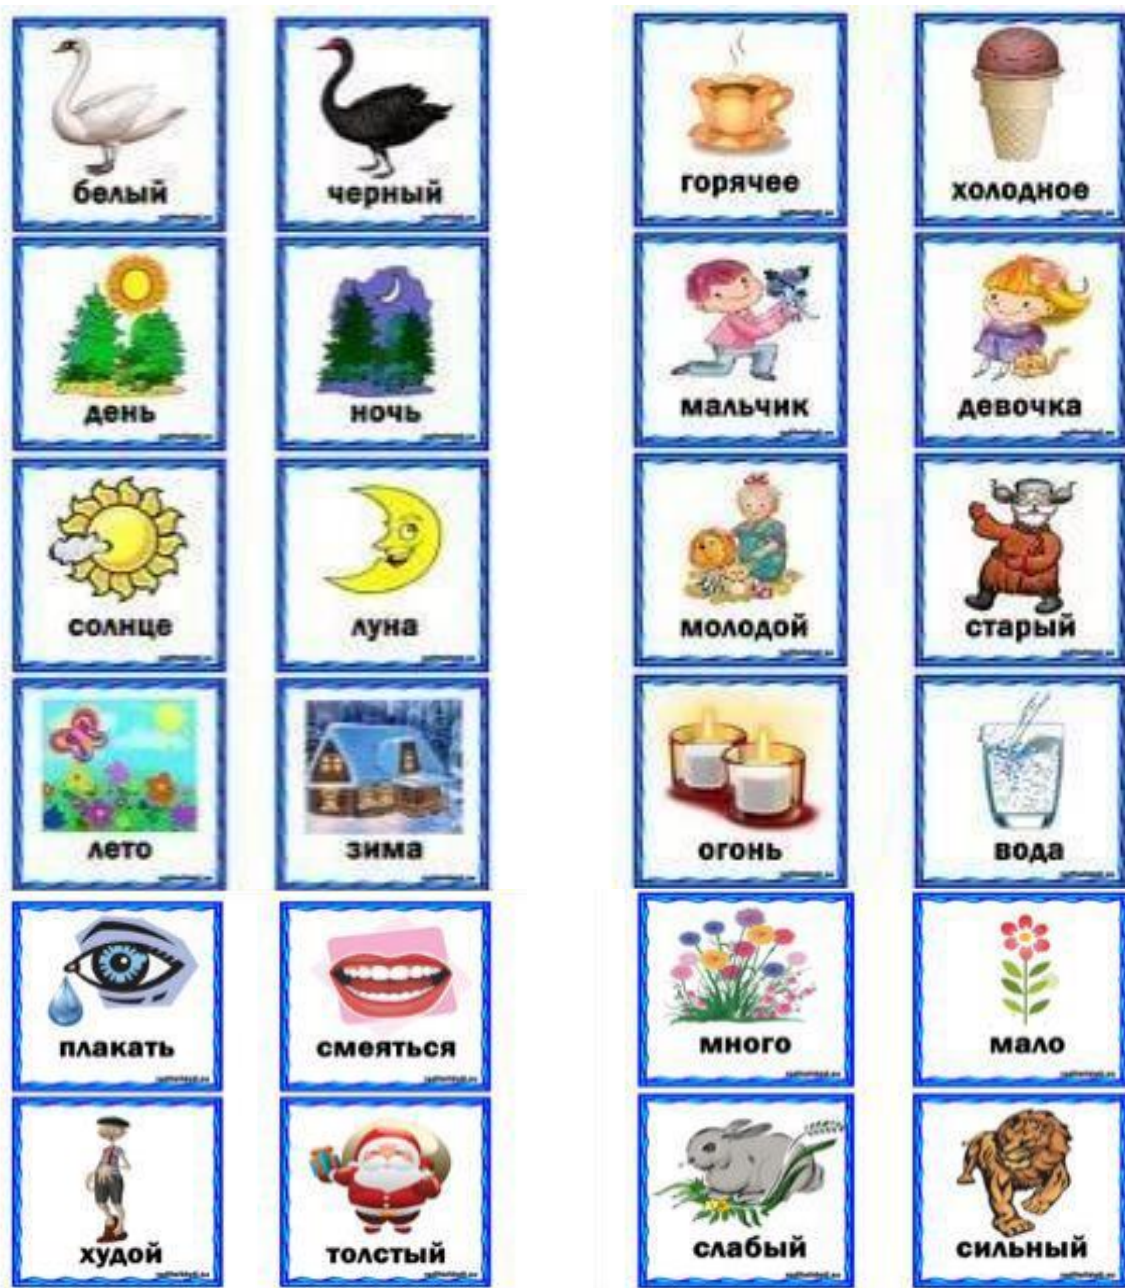 белый
черный
горячее
холодное
день
ночь
мальчик
девочка
солнце
луна
молодой
старый
лето
зима
огонь
вода
плакать
смеяться
много
мало
худой
толстый
слабый
сильный